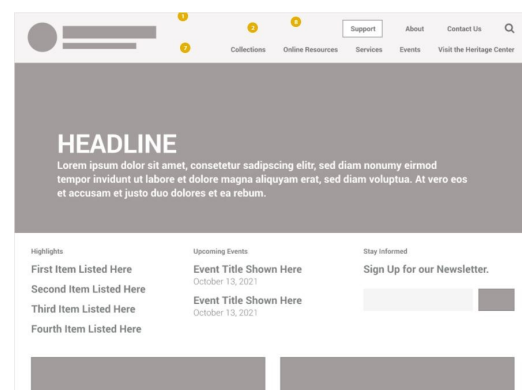 1
3
8
Support
About
Contact Us
7
Collections
Online Resources
Services
Events
Visit the Heritage Center
HEADLINE
Lorem ipsum dolor sit amet, consetetur sadipscing elitr, sed diam nonumy eirmod
tempor invidunt ut labore et dolore magna aliquyam erat, sed diam voluptua. At vero eos
et accusam et justo duo dolores et ea rebum.
Highlights
First Item Listed Here
Second Item Listed Here
Third Item Listed Here
Fourth Item Listed Here
Upcoming Events
Event Title Shown Here
October 13, 2021
Event Title Shown Here
October 13, 2021
Stay Informed
Sign Up for our Newsletter.